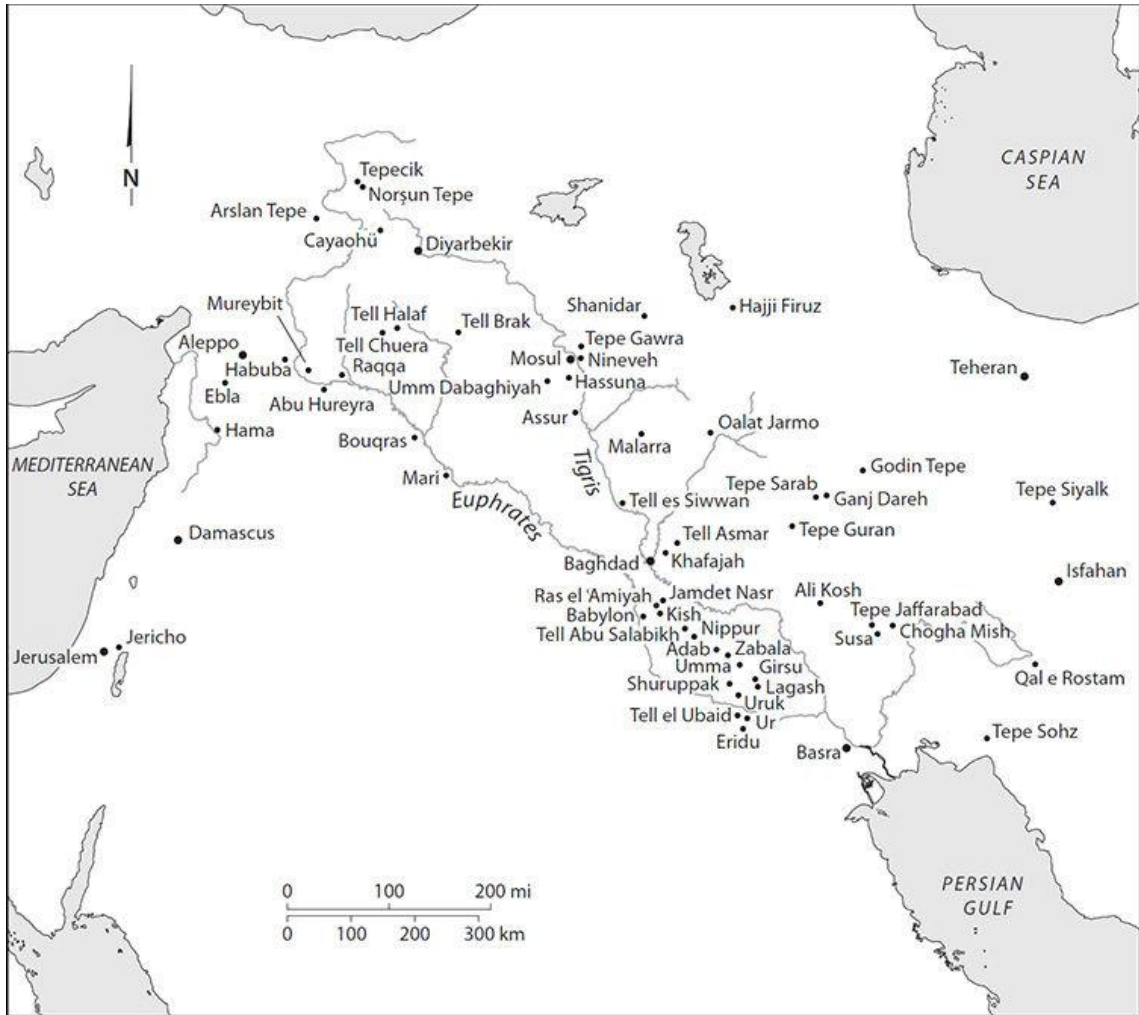 CASPIAN
SEA
N
Tepecik
Norşun Tepe
Arslan Tepe
Cayaohü
Diyarbekir
Mureybit
Tell Halaf
Tell Brak
Shanidar
Hajji Firuz
Tell Chuera
Tepe Gawra
Aleppo
Habuba
Raqqa
Mosul
Nineveh
Teheran
Ebla
Abu Hureyra
Umm Dabaghiyah
Hassuna
Assur
Hama
Bouqras
Malarra
Oalat Jarmo
MEDITERRANEAN
SEA
Mari
Euphrates
Tigris
Godin Tepe
Tepe Sarab
Ganj Dareh
Tepe Siyalk
Tell es Siwwan
Tepe Guran
Damascus
Tell Asmar
Baghdad
Khafajah
Isfahan
Ras el ‘Amiyah
Jamdet Nasr
Ali Kosh
Babylon
Kish
Tepe Jaffarabad
Tell Abu Salabikh
Nippur
Susa
Chogha Mish
Jericho
Jerusalem
Adab
Zabala
Umma
Girsu
Qal e Rostam
Shuruppak
Lagash
Uruk
Tell el Ubaid
Ur
Eridu
Basra
Tepe Sohz
PERSIAN
GULF
0 100 200 mi
0 100 200 300 km